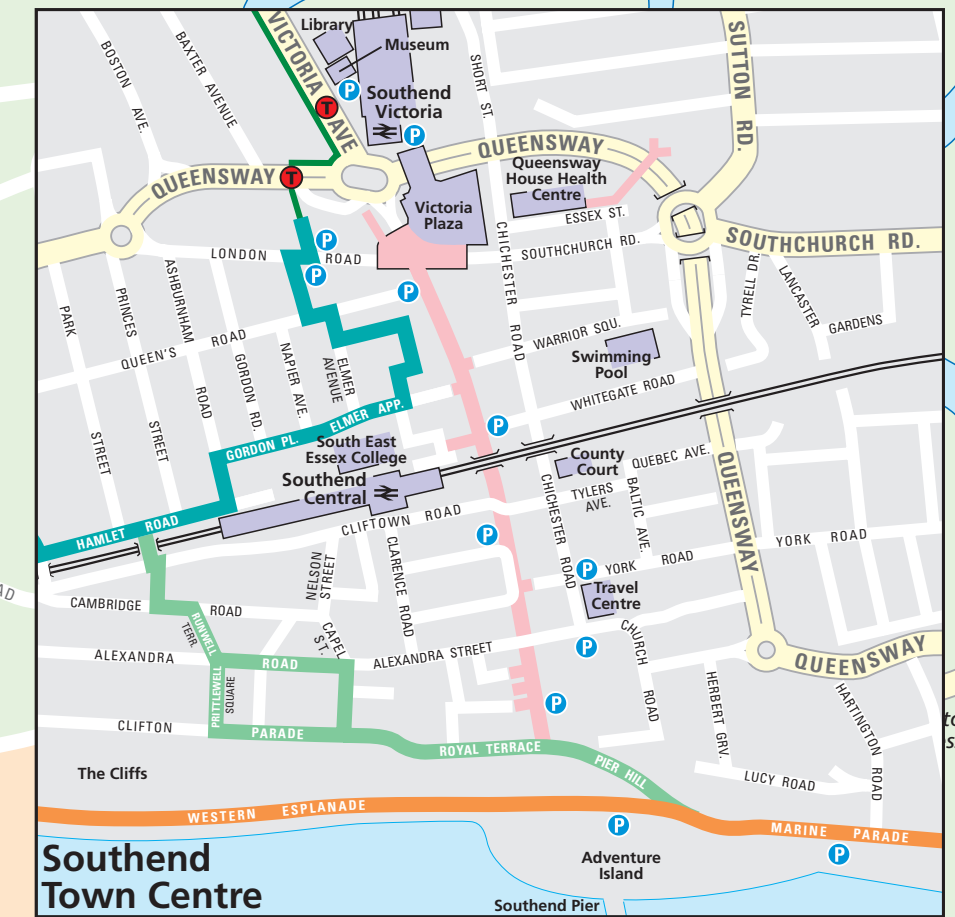 Library
Museum
VICTORIA AVE
T
P
Southend
Victoria
P
BOSTON AVE.
BAXTER AVENUE
SHORT ST.
SUTTON RD.
QUEENSWAY
T
QUEENSWAY
Queensway
House Health
Centre
ESSEX ST.
Victoria
Plaza
P
LONDON ROAD
P
P
SOUTHCHURCH RD.
SOUTHCHURCH RD.
CHICHESTER ROAD
TYRELL DR.
LANCASTER
GARDENS
PARK
STREET
PRINCES
STREET
ASHBURNHAM
ROAD
QUEEN'S ROAD
GORDON RD.
NAPIER AVE.
ELMER
AVENUE
WARRIOR SQU.
Swimming
Pool
WHITEGATE ROAD
GORDON PL.
ELMER APP.
P
South East
Essex College
Southend
Central
County
Court
QUEBEC AVE.
TYLERS
AVE.
BALTIC AVE.
QUEENSWAY
HAMLET ROAD
CLIFTOWN ROAD
P
CHICHESTER ROAD
YORK ROAD
YORK ROAD
P
AD
NELSON
STREET
CLARENCE ROAD
Travel
Centre
CAMBRIDGE ROAD
RUNWELL
TERR.
CAPEL
ST.
P
CHURCH ROAD
ALEXANDRA ROAD
ALEXANDRA STREET
QUEENSWAY
PRITTLEWELL
SQUARE
HERBERT GRV.
HARTINGTON ROAD
P
CLIFTON PARADE
ROYAL TERRACE
PIER HILL
LUCY ROAD
The Cliffs
WESTERN ESPLANADE
MARINE PARADE
P
P
Adventure
Island
Southend
Town Centre
Southend Pier